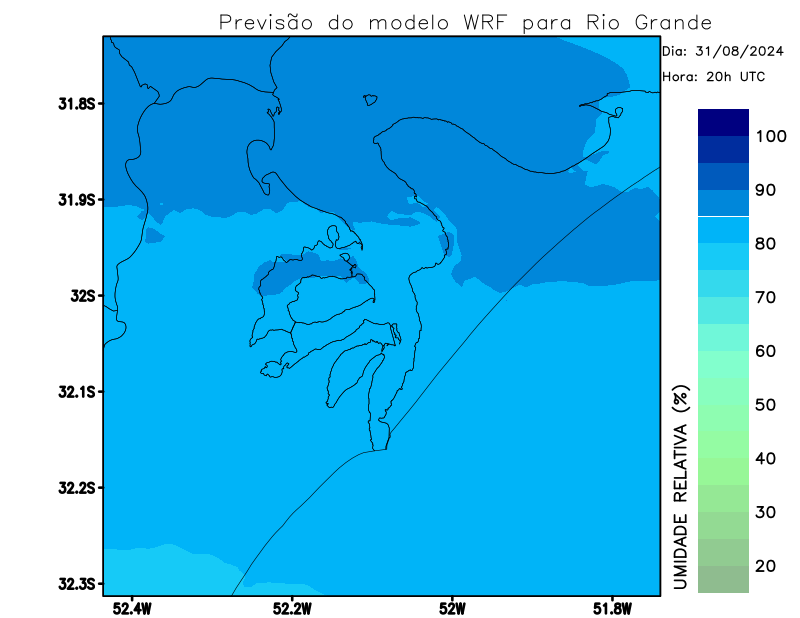 Previsão do modelo WRF para Rio Grande
Dia: 31/08/2024
Hora: 20h UTC
31.8S
31.9S
32S
32.1S
32.2S
32.3S
52.4W
52.2W
52W
51.8W
100
90
80
70
60
50
40
30
20
UMIDADE RELATIVA (%)